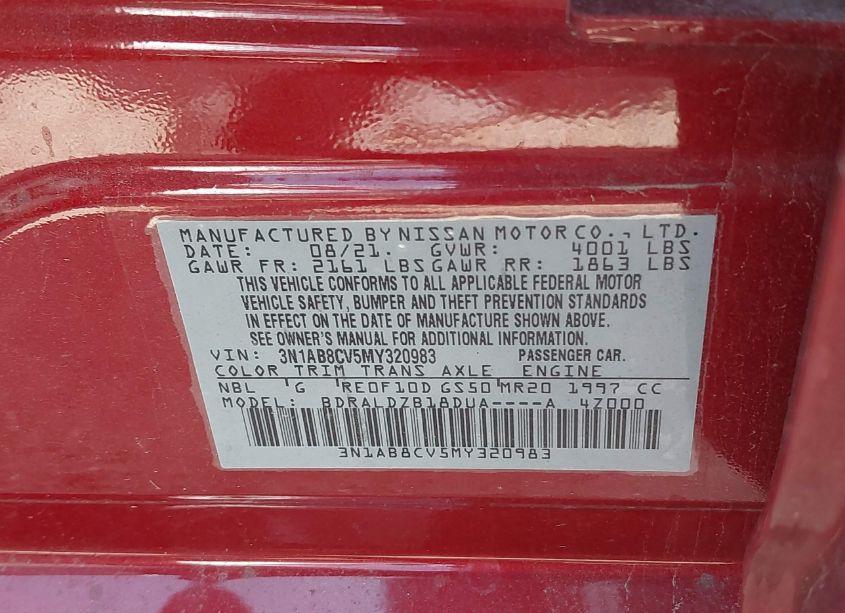 MANUFACTURED BY NISSAN MOTOR CO., LTD.
DATE: 08/21. GVWR: 4001 LBS
GAWR FR: 2161 LBS GAWR RR: 1863 LBS
THIS VEHICLE CONFORMS TO ALL APPLICABLE FEDERAL MOTOR
VEHICLE SAFETY, BUMPER AND THEFT PREVENTION STANDARDS
IN EFFECT ON THE DATE OF MANUFACTURE SHOWN ABOVE.
SEE OWNER'S MANUAL FOR ADDITIONAL INFORMATION.
VIN: 3N1AB8CV5MY320983 PASSENGER CAR.
COLOR TRIM TRANS AXLE ENGINE
NBL G RE0F10D GS50 MR20 1997 CC
MODEL: BDRALDZB18DUA----A 4Z000
3N1AB8CV5MY320983